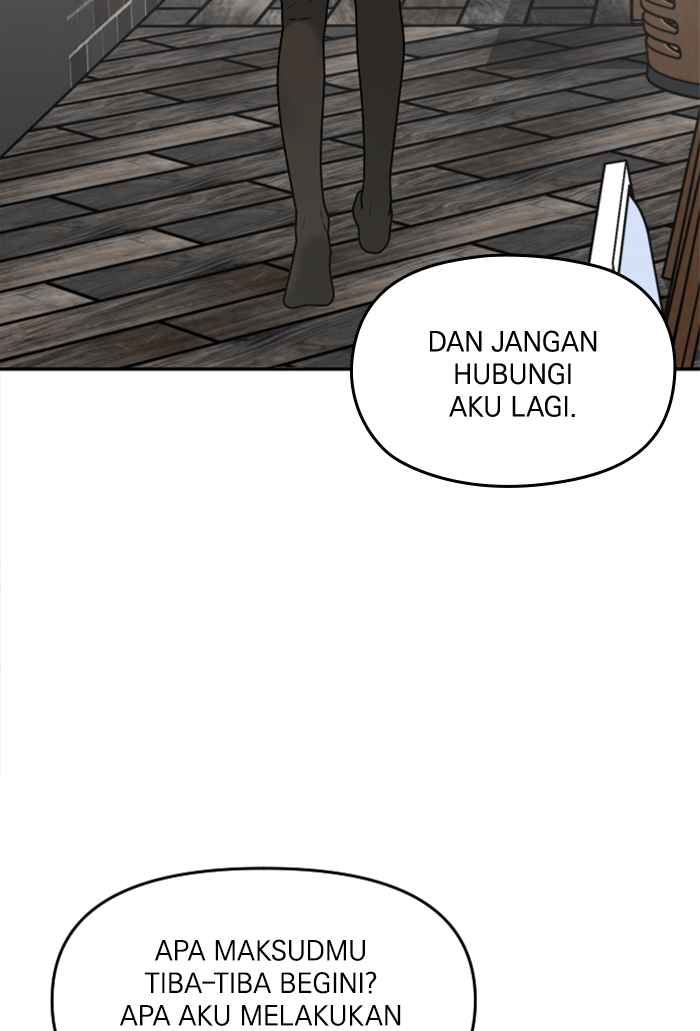 DAN JANGAN
HUBUNGI
AKU LAGI.
APA MAKSUDMU
TIBA-TIBA BEGINI?
APA AKU MELAKUKAN